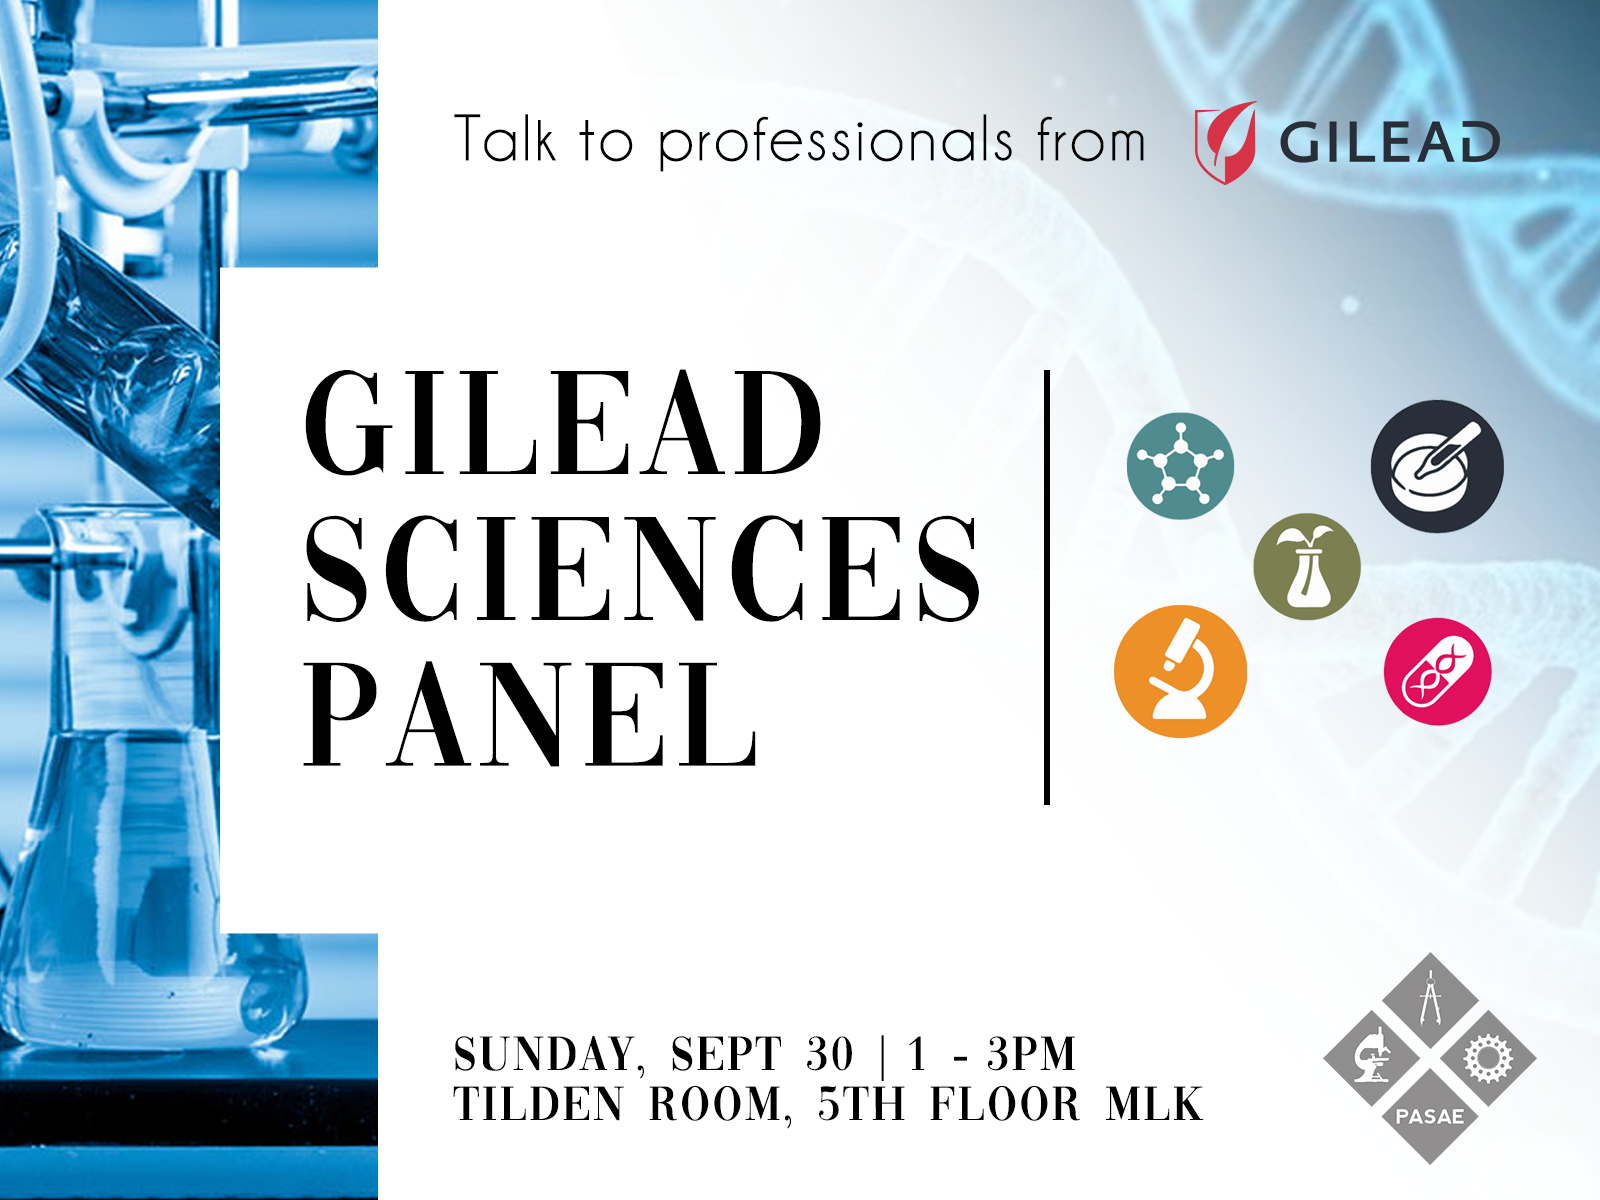 Talk to professionals from GILEAD
GILEAD
SCIENCES
PANEL
SUNDAY, SEPT 30 | 1 - 3PM
TILDEN ROOM, 5TH FLOOR MLK
PASAE